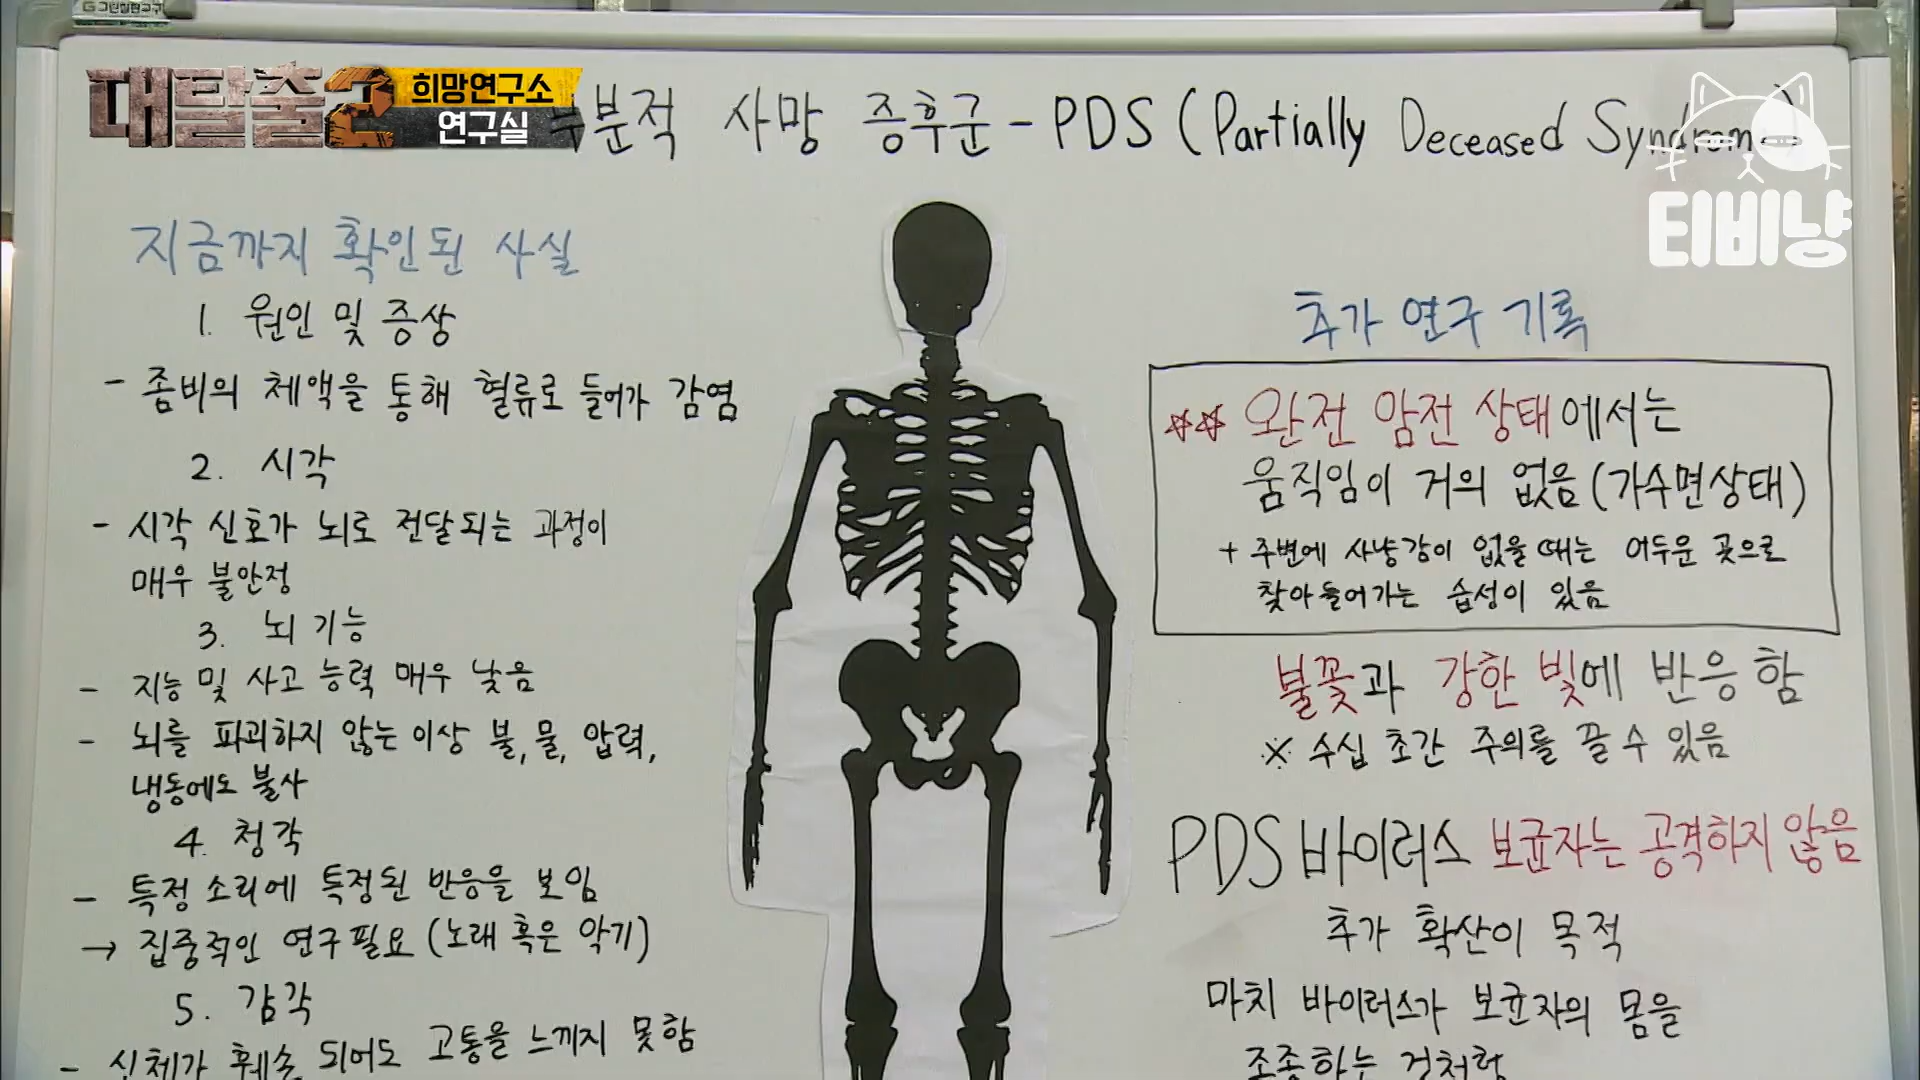 대탈출2
희망연구소
연구실
부분적 사망 증후군 - PDS (Partially Deceased Syndrome)
티비냥
지금까지 확인된 사실
1. 원인 및 증상
- 좀비의 체액을 통해 혈류로 들어가 감염
2. 시각
- 시각 신호가 뇌로 전달되는 과정이
매우 불안정
3. 뇌 기능
- 지능 및 사고 능력 매우 낮음
- 뇌를 파괴하지 않는 이상 불, 물, 압력,
냉동에도 불사
4. 청각
- 특정 소리에 특정된 반응을 보임
→ 집중적인 연구 필요 (노래 혹은 악기)
5. 감각
- 신체가 훼손 되어도 고통을 느끼지 못함
추가 연구 기록
☆☆ 완전 암전 상태에서는
움직임이 거의 없음 (가수면상태)
+ 주변에 사냥감이 없을 때는 어두운 곳으로
찾아 들어가는 습성이 있음
불꽃과 강한 빛에 반응 함
※ 수십 초간 주의를 끌 수 있음
PDS 바이러스 보균자는 공격하지 않음
추가 확산이 목적
마치 바이러스가 보균자의 몸을
조종하는 것처럼